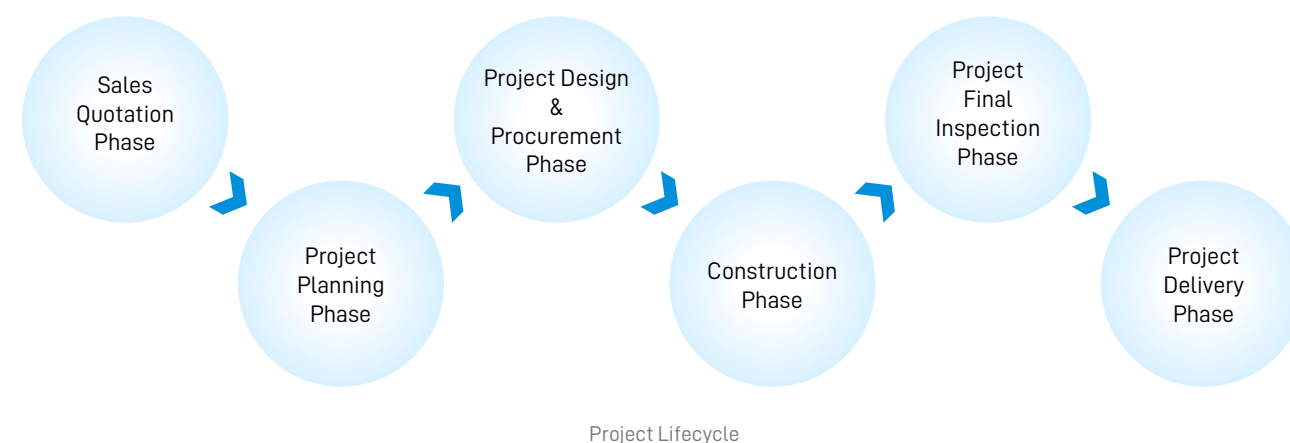 Sales
Quotation
Phase
Project
Planning
Phase
Project Design
&
Procurement
Phase
Construction
Phase
Project
Final
Inspection
Phase
Project
Delivery
Phase
Project Lifecycle